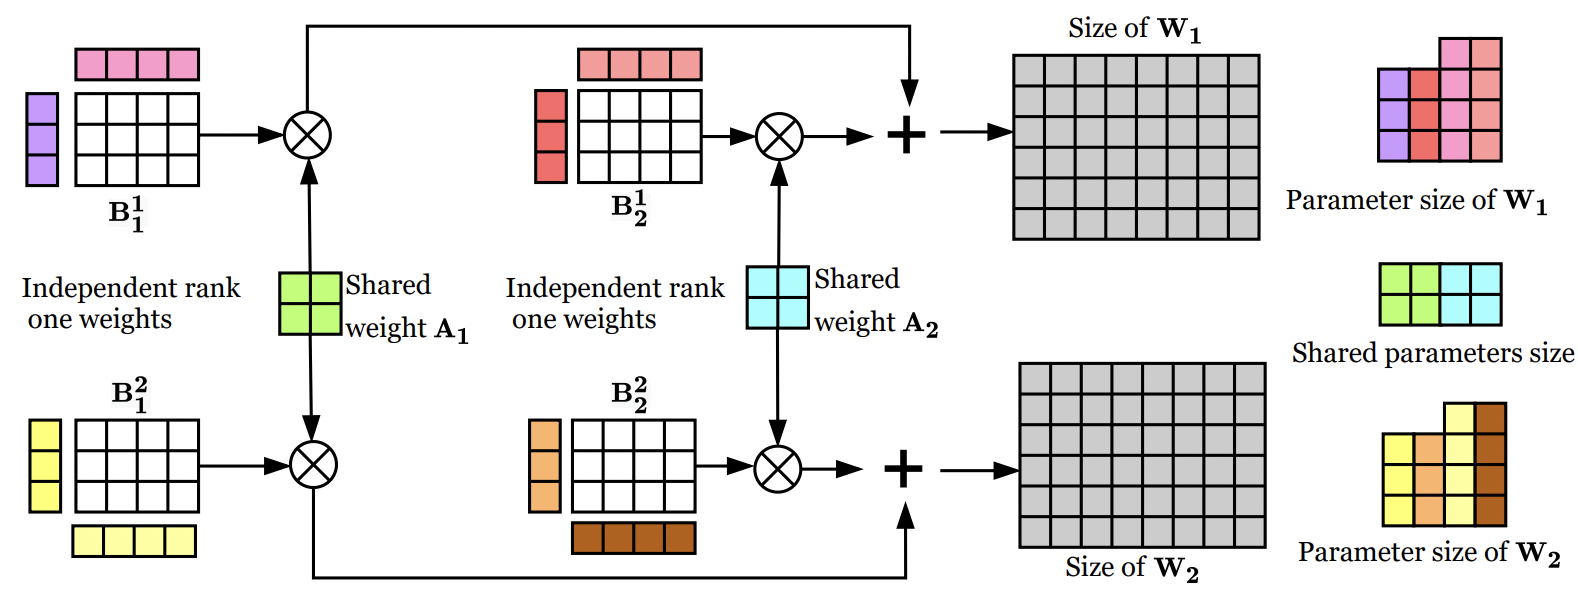 Size of W₁
B₁¹
B₂¹
Parameter size of W₁
Independent rank
one weights
Shared
weight A₁
Independent rank
one weights
Shared
weight A₂
Shared parameters size
B₁²
B₂²
Size of W₂
Parameter size of W₂